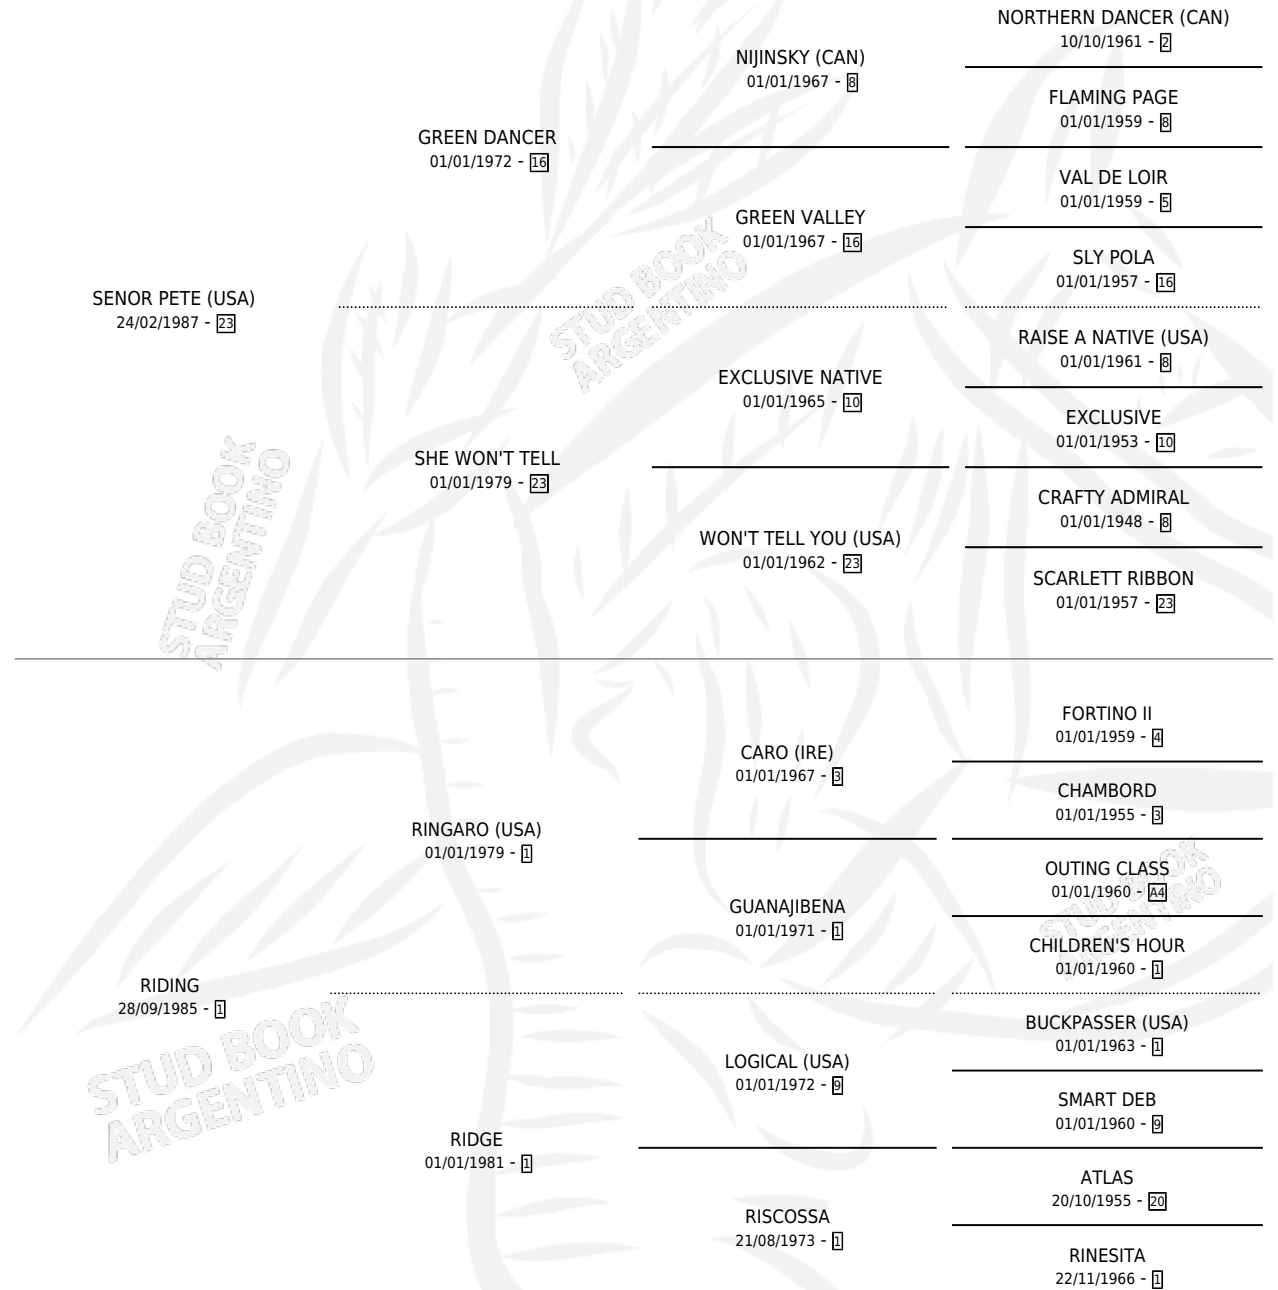 NORTHERN DANCER (CAN)
10/10/1961 - 2
NIJINSKY (CAN)
01/01/1967 - 8
FLAMING PAGE
01/01/1959 - 8
GREEN DANCER
01/01/1972 - 16
VAL DE LOIR
01/01/1959 - 5
GREEN VALLEY
01/01/1967 - 16
SLY POLA
01/01/1957 - 16
SENOR PETE (USA)
24/02/1987 - 23
RAISE A NATIVE (USA)
01/01/1961 - 8
EXCLUSIVE NATIVE
01/01/1965 - 10
EXCLUSIVE
01/01/1953 - 10
SHE WON'T TELL
01/01/1979 - 23
CRAFTY ADMIRAL
01/01/1948 - 8
WON'T TELL YOU (USA)
01/01/1962 - 23
SCARLETT RIBBON
01/01/1957 - 23
STUD BOOK
ARGENTINO
STUD BOOK
ARGENTINO
FORTINO II
01/01/1959 - 4
CARO (IRE)
01/01/1967 - 3
CHAMBORD
01/01/1955 - 3
RINGARO (USA)
01/01/1979 - 1
OUTING CLASS
01/01/1960 - A4
GUANAJIBENA
01/01/1971 - 1
CHILDREN'S HOUR
01/01/1960 - 1
STUD BOOK
ARGENTINO
RIDING
28/09/1985 - 1
BUCKPASSER (USA)
01/01/1963 - 1
LOGICAL (USA)
01/01/1972 - 9
SMART DEB
01/01/1960 - 9
RIDGE
01/01/1981 - 1
ATLAS
20/10/1955 - 20
RISCOSSA
21/08/1973 - 1
RINESITA
22/11/1966 - 1
STUD BOOK
ARGENTINO